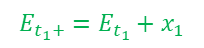 $E_{t_1+} = E_{t_1} + x_1$